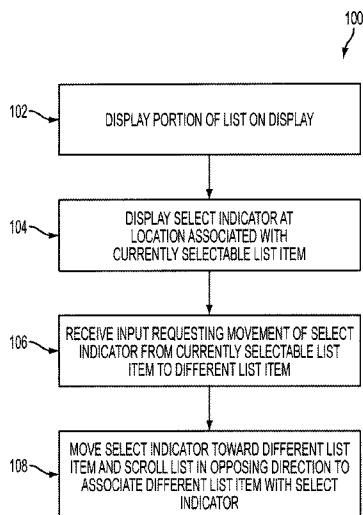 100
102
DISPLAY PORTION OF LIST ON DISPLAY
104
DISPLAY SELECT INDICATOR AT
LOCATION ASSOCIATED WITH
CURRENTLY SELECTABLE LIST ITEM
106
RECEIVE INPUT REQUESTING MOVEMENT OF SELECT
INDICATOR FROM CURRENTLY SELECTABLE LIST
ITEM TO DIFFERENT LIST ITEM
108
MOVE SELECT INDICATOR TOWARD DIFFERENT LIST
ITEM AND SCROLL LIST IN OPPOSING DIRECTION TO
ASSOCIATE DIFFERENT LIST ITEM WITH SELECT
INDICATOR